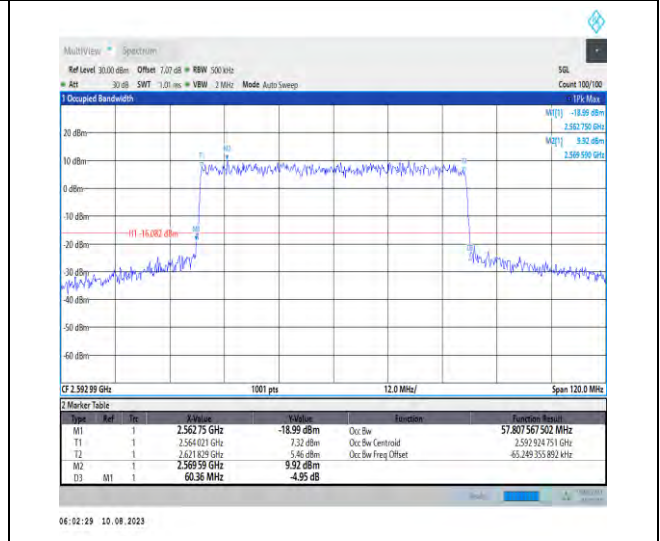 MultiView Spectrum
Ref Level 30.00 dBm Offset 7.07 dB RBW 500 kHz SGL
Att 30 dB SWT 1.01 ms VBW 2 MHz Mode Auto Sweep Count 100/100
1 Occupied Bandwidth 1Pk Max
M1[1] -18.99 dBm
2.562 750 GHz
M2[1] 9.92 dBm
2.569 590 GHz
20 dBm
10 dBm
0 dBm
-10 dBm
H1 -16.082 dBm
-20 dBm
-30 dBm
-40 dBm
-50 dBm
-60 dBm
T1
M2
M1
CF 2.592 99 GHz 1001 pts 12.0 MHz/ Span 120.0 MHz
2 Marker Table
Type Ref Trc X-Value Y-Value Function Function Result
M1 1 2.562 75 GHz -18.99 dBm Occ Bw 57.807 567 502 MHz
T1 1 2.564 021 GHz 7.32 dBm Occ Bw Centroid 2.592 924 751 GHz
T2 1 2.621 829 GHz 5.46 dBm Occ Bw Freq Offset -65.249 355 892 kHz
M2 1 2.569 59 GHz 9.92 dBm
D3 M1 1 60.36 MHz -4.95 dB
06:02:29 10.08.2023